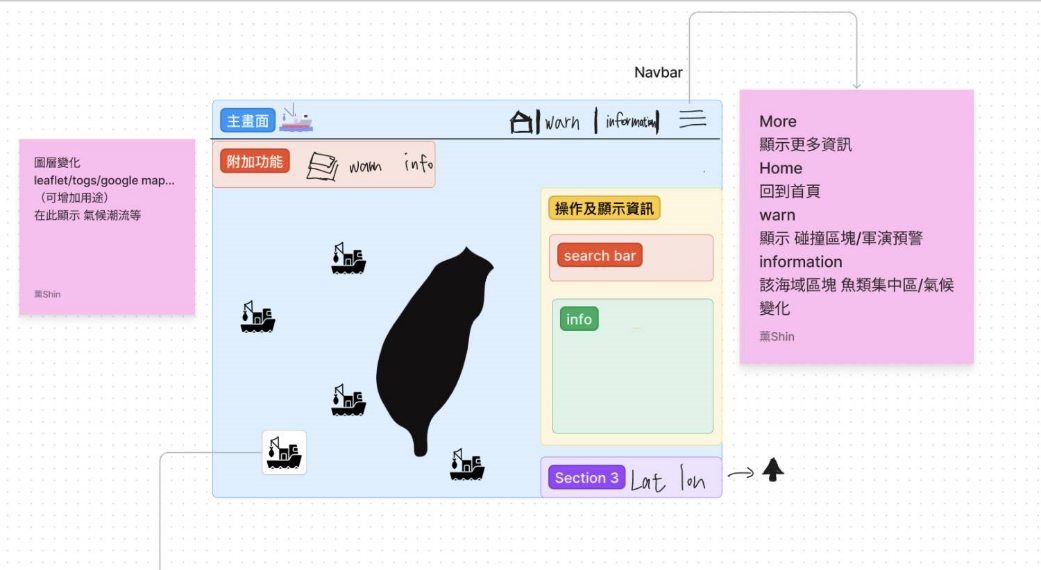 Navbar
主畫面
warn
information
附加功能
warn
info
圖層變化
leaflet/togs/google map...
（可增加用途）
在此顯示 氣候潮流等
薰Shin
操作及顯示資訊
search bar
info
Section 3
Lat lon
More
顯示更多資訊
Home
回到首頁
warn
顯示 碰撞區塊/軍演預警
information
該海域區塊 魚類集中區/氣候
變化
薰Shin